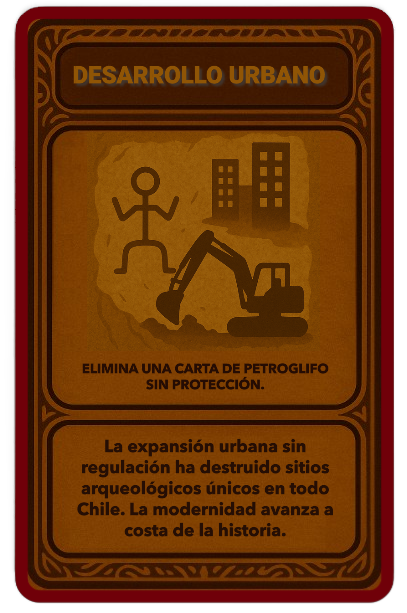 DESARROLLO URBANO
ELIMINA UNA CARTA DE PETROGLIFO
SIN PROTECCIÓN.
La expansión urbana sin
regulación ha destruido sitios
arqueológicos únicos en todo
Chile. La modernidad avanza a
costa de la historia.